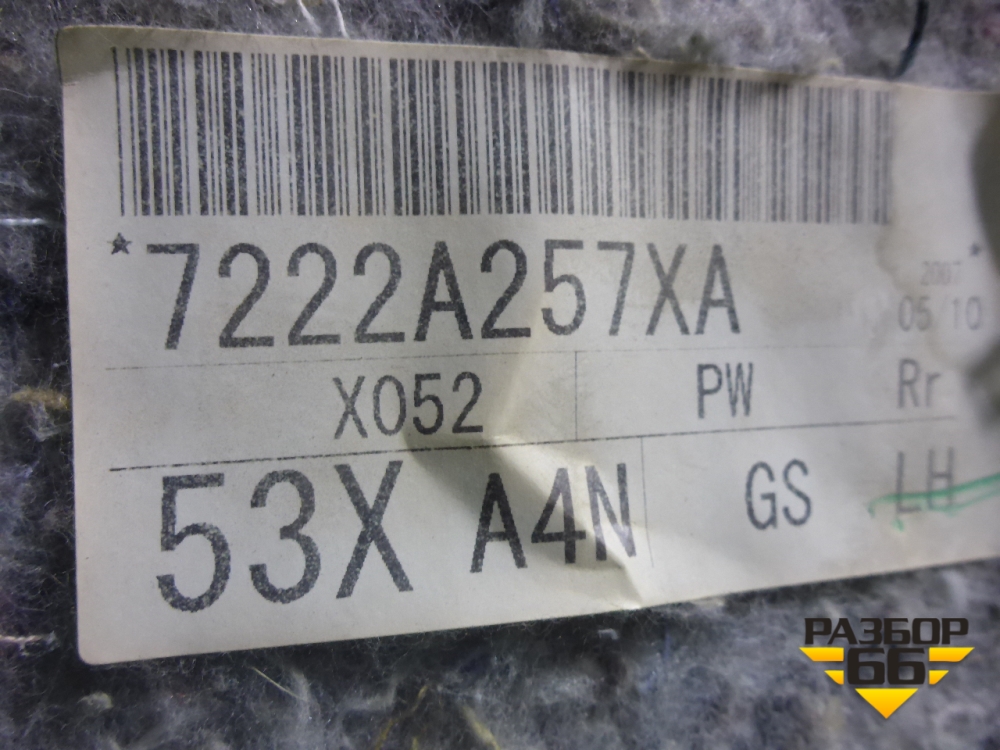 *7222A257XA*
2007
05/10
X052 PW Rr
53X A4N GS LH
РАЗБОР
66